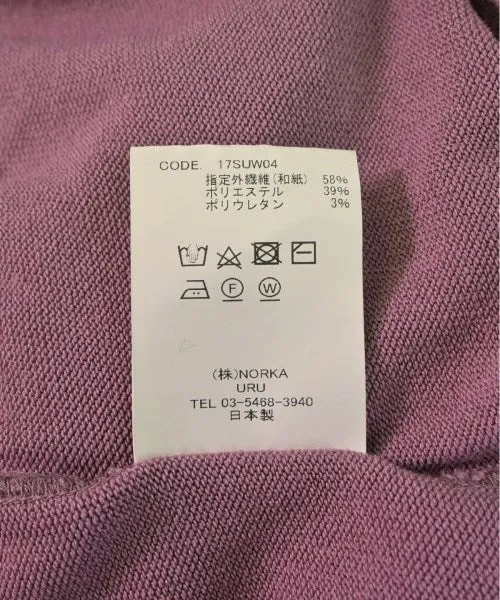 CODE. 17SUW04
指定外繊維(和紙) 58%
ポリエステル 39%
ポリウレタン 3%
F W
(株)NORKA
URU
TEL 03-5468-3940
日本製